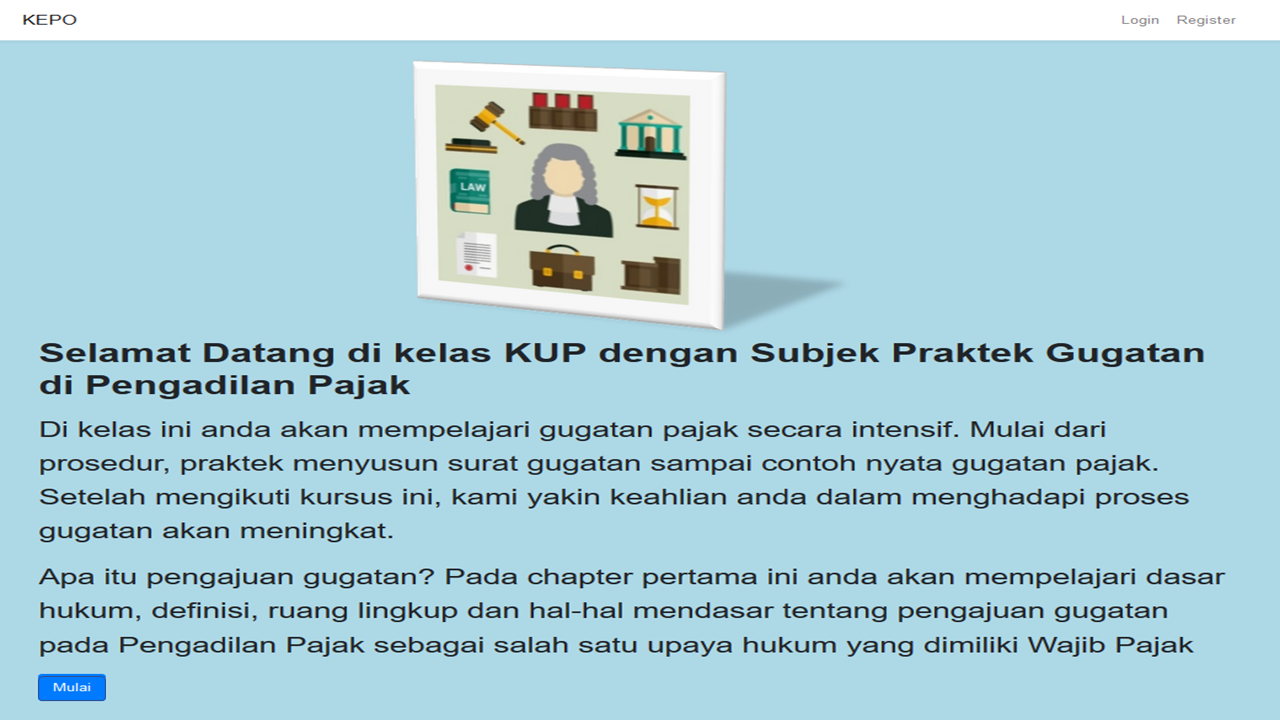 KEPO
Login Register
LAW
Selamat Datang di kelas KUP dengan Subjek Praktek Gugatan
di Pengadilan Pajak
Di kelas ini anda akan mempelajari gugatan pajak secara intensif. Mulai dari
prosedur, praktek menyusun surat gugatan sampai contoh nyata gugatan pajak.
Setelah mengikuti kursus ini, kami yakin keahlian anda dalam menghadapi proses
gugatan akan meningkat.
Apa itu pengajuan gugatan? Pada chapter pertama ini anda akan mempelajari dasar
hukum, definisi, ruang lingkup dan hal-hal mendasar tentang pengajuan gugatan
pada Pengadilan Pajak sebagai salah satu upaya hukum yang dimiliki Wajib Pajak
Mulai